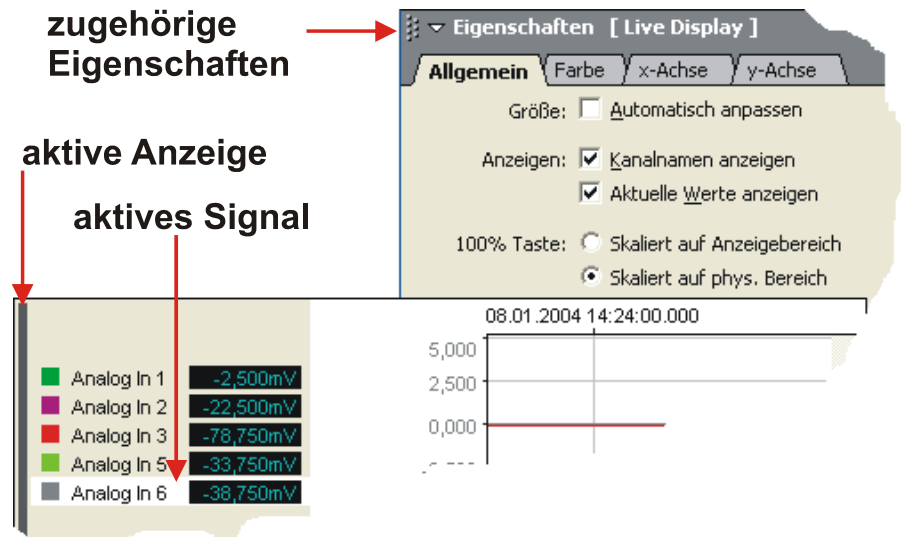 zugehörige
Eigenschaften
Eigenschaften [ Live Display ]
Allgemein Farbe x-Achse y-Achse
Größe: Automatisch anpassen
aktive Anzeige
Anzeigen: Kanalnamen anzeigen
Aktuelle Werte anzeigen
aktives Signal
100% Taste: Skaliert auf Anzeigebereich
Skaliert auf phys. Bereich
08.01.2004 14:24:00.000
5,000
2,500
0,000
Analog In 1 -2,500mV
Analog In 2 -22,500mV
Analog In 3 -78,750mV
Analog In 5 -33,750mV
Analog In 6 -38,750mV